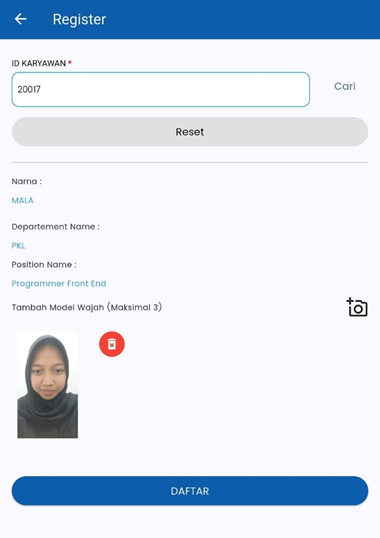 Register
ID KARYAWAN *
20017
Cari
Reset
Nama :
MALA
Departement Name :
PKL
Position Name :
Programmer Front End
Tambah Model Wajah (Maksimal 3)
DAFTAR